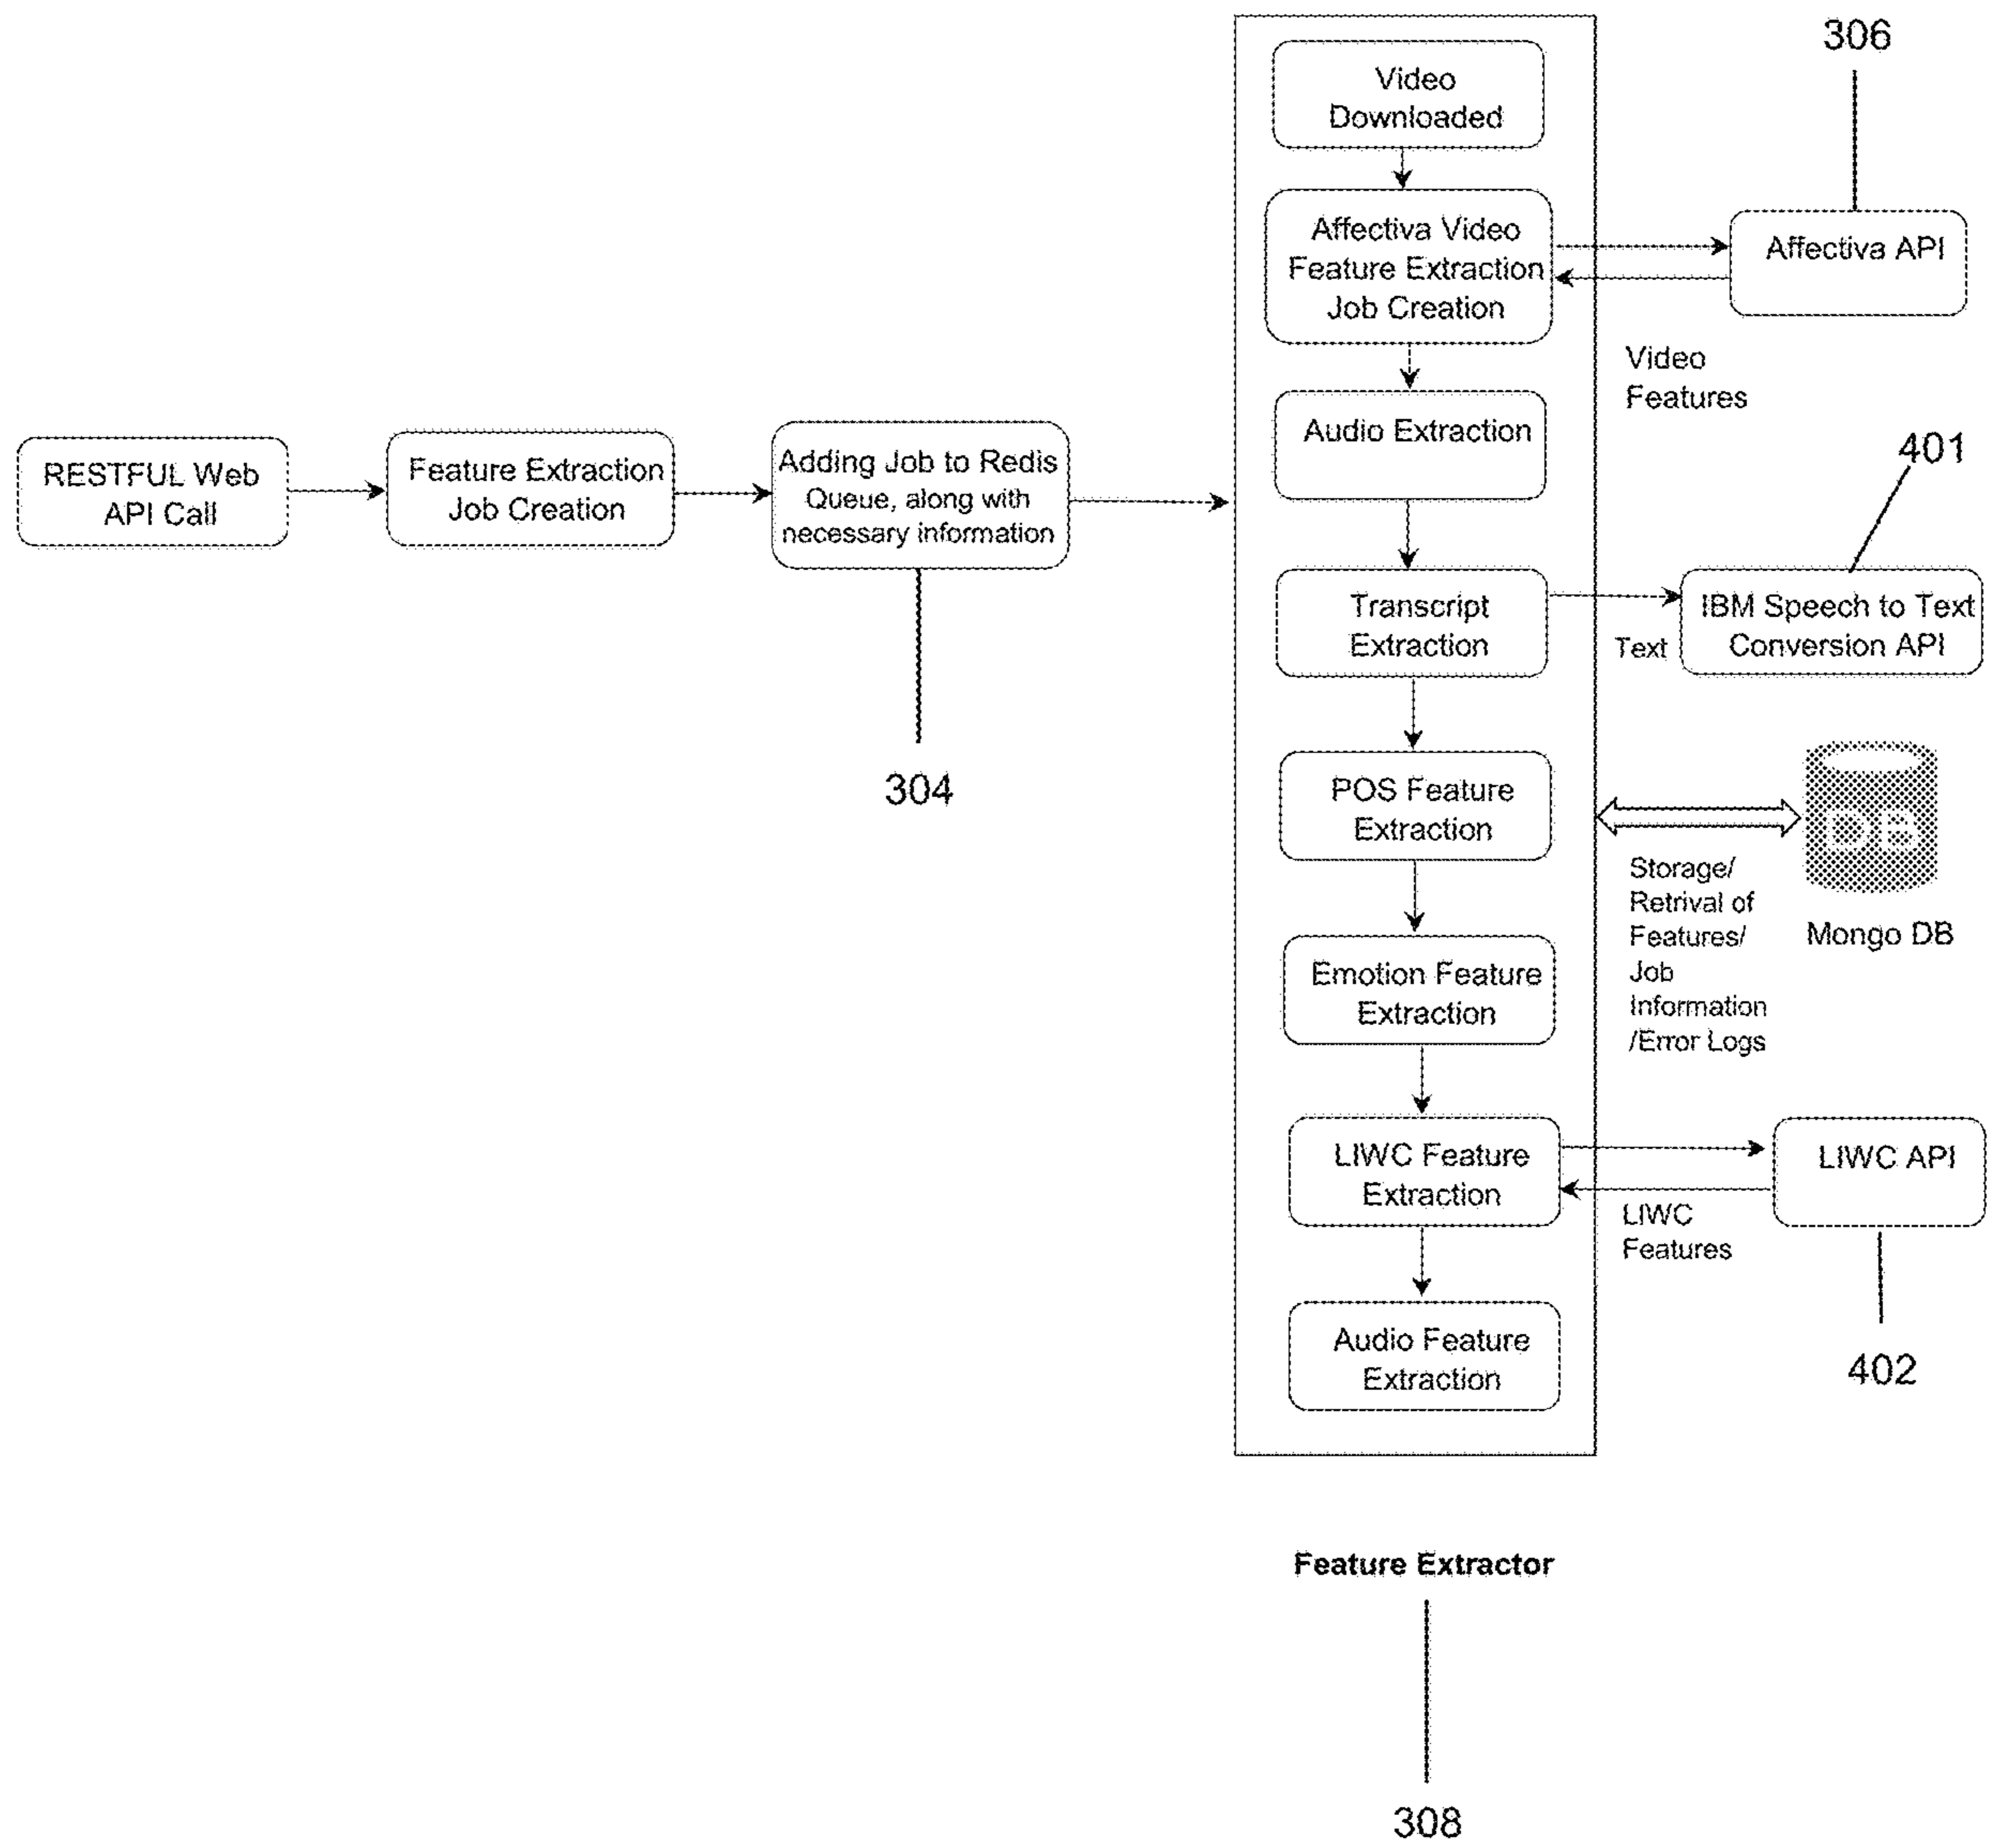 306
Video
Downloaded
Affectiva Video
Feature Extraction
Job Creation
Affectiva API
Video
Features
Audio Extraction
401
RESTFUL Web
API Call
Feature Extraction
Job Creation
Adding Job to Redis
Queue, along with
necessary information
304
Transcript
Extraction
Text
IBM Speech to Text
Conversion API
POS Feature
Extraction
DB
Mongo DB
Storage/
Retrival of
Features/
Job
Information
/Error Logs
Emotion Feature
Extraction
LIWC Feature
Extraction
LIWC API
LIWC
Features
402
Audio Feature
Extraction
Feature Extractor
308